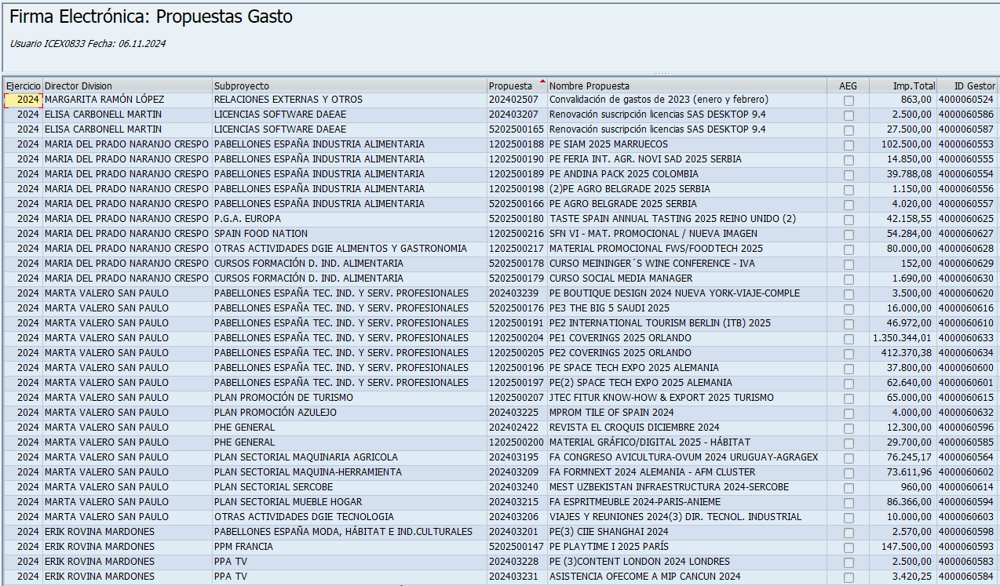 Firma Electrónica: Propuestas Gasto
Usuario ICEX0833 Fecha: 06.11.2024
Ejercicio Director Division Subproyecto Propuesta Nombre Propuesta AEG Imp.Total ID Gestor
2024 MARGARITA RAMÓN LÓPEZ RELACIONES EXTERNAS Y OTROS 202402507 Convalidación de gastos de 2023 (enero y febrero) 863,00 4000060524
2024 ELISA CARBONELL MARTIN LICENCIAS SOFTWARE DAEAE 202403207 Renovación suscripción licencias SAS DESKTOP 9.4 2.500,00 4000060586
2024 ELISA CARBONELL MARTIN LICENCIAS SOFTWARE DAEAE 5202500165 Renovación suscripción licencias SAS DESKTOP 9.4 27.500,00 4000060587
2024 MARIA DEL PRADO NARANJO CRESPO PABELLONES ESPAÑA INDUSTRIA ALIMENTARIA 1202500188 PE SIAM 2025 MARRUECOS 102.500,00 4000060553
2024 MARIA DEL PRADO NARANJO CRESPO PABELLONES ESPAÑA INDUSTRIA ALIMENTARIA 1202500190 PE FERIA INT. AGR. NOVI SAD 2025 SERBIA 14.850,00 4000060555
2024 MARIA DEL PRADO NARANJO CRESPO PABELLONES ESPAÑA INDUSTRIA ALIMENTARIA 1202500189 PE ANDINA PACK 2025 COLOMBIA 39.788,08 4000060554
2024 MARIA DEL PRADO NARANJO CRESPO PABELLONES ESPAÑA INDUSTRIA ALIMENTARIA 1202500198 (2)PE AGRO BELGRADE 2025 SERBIA 1.150,00 4000060556
2024 MARIA DEL PRADO NARANJO CRESPO PABELLONES ESPAÑA INDUSTRIA ALIMENTARIA 5202500166 PE AGRO BELGRADE 2025 SERBIA 4.020,00 4000060557
2024 MARIA DEL PRADO NARANJO CRESPO P.G.A. EUROPA 5202500180 TASTE SPAIN ANNUAL TASTING 2025 REINO UNIDO (2) 42.158,55 4000060625
2024 MARIA DEL PRADO NARANJO CRESPO SPAIN FOOD NATION 1202500216 SFN VI - MAT. PROMOCIONAL / NUEVA IMAGEN 54.284,00 4000060627
2024 MARIA DEL PRADO NARANJO CRESPO OTRAS ACTIVIDADES DGIE ALIMENTOS Y GASTRONOMIA 1202500217 MATERIAL PROMOCIONAL FWS/FOODTECH 2025 80.000,00 4000060628
2024 MARIA DEL PRADO NARANJO CRESPO CURSOS FORMACIÓN D. IND. ALIMENTARIA 5202500178 CURSO MEININGER´S WINE CONFERENCE - IVA 152,00 4000060629
2024 MARIA DEL PRADO NARANJO CRESPO CURSOS FORMACIÓN D. IND. ALIMENTARIA 5202500179 CURSO SOCIAL MEDIA MANAGER 1.690,00 4000060630
2024 MARTA VALERO SAN PAULO PABELLONES ESPAÑA TEC. IND. Y SERV. PROFESIONALES 202403239 PE BOUTIQUE DESIGN 2024 NUEVA YORK-VIAJE-COMPLE 3.500,00 4000060620
2024 MARTA VALERO SAN PAULO PABELLONES ESPAÑA TEC. IND. Y SERV. PROFESIONALES 5202500176 PE3 THE BIG 5 SAUDI 2025 16.000,00 4000060616
2024 MARTA VALERO SAN PAULO PABELLONES ESPAÑA TEC. IND. Y SERV. PROFESIONALES 1202500191 PE2 INTERNATIONAL TOURISM BERLIN (ITB) 2025 46.972,00 4000060610
2024 MARTA VALERO SAN PAULO PABELLONES ESPAÑA TEC. IND. Y SERV. PROFESIONALES 1202500204 PE1 COVERINGS 2025 ORLANDO 1.350.344,01 4000060633
2024 MARTA VALERO SAN PAULO PABELLONES ESPAÑA TEC. IND. Y SERV. PROFESIONALES 1202500205 PE2 COVERINGS 2025 ORLANDO 412.370,38 4000060634
2024 MARTA VALERO SAN PAULO PABELLONES ESPAÑA TEC. IND. Y SERV. PROFESIONALES 1202500196 PE SPACE TECH EXPO 2025 ALEMANIA 37.800,00 4000060600
2024 MARTA VALERO SAN PAULO PABELLONES ESPAÑA TEC. IND. Y SERV. PROFESIONALES 1202500197 PE(2) SPACE TECH EXPO 2025 ALEMANIA 62.640,00 4000060601
2024 MARTA VALERO SAN PAULO PLAN PROMOCIÓN DE TURISMO 1202500207 JTEC FITUR KNOW-HOW & EXPORT 2025 TURISMO 65.000,00 4000060615
2024 MARTA VALERO SAN PAULO PLAN PROMOCIÓN AZULEJO 202403225 MPROM TILE OF SPAIN 2024 4.000,00 4000060632
2024 MARTA VALERO SAN PAULO PHE GENERAL 202402422 REVISTA EL CROQUIS DICIEMBRE 2024 12.300,00 4000060596
2024 MARTA VALERO SAN PAULO PHE GENERAL 1202500200 MATERIAL GRÁFICO/DIGITAL 2025 - HÁBITAT 29.700,00 4000060585
2024 MARTA VALERO SAN PAULO PLAN SECTORIAL MAQUINARIA AGRICOLA 202403195 FA CONGRESO AVICULTURA-OVUM 2024 URUGUAY-AGRAGEX 76.245,17 4000060564
2024 MARTA VALERO SAN PAULO PLAN SECTORIAL MAQUINA-HERRAMIENTA 202403209 FA FORMNEXT 2024 ALEMANIA - AFM CLUSTER 73.611,96 4000060602
2024 MARTA VALERO SAN PAULO PLAN SECTORIAL SERCOBE 202403240 MEST UZBEKISTAN INFRAESTRUCTURA 2024-SERCOBE 960,00 4000060614
2024 MARTA VALERO SAN PAULO PLAN SECTORIAL MUEBLE HOGAR 202403215 FA ESPRITMEUBLE 2024-PARIS-ANIEME 86.366,00 4000060594
2024 MARTA VALERO SAN PAULO OTRAS ACTIVIDADES DGIE TECNOLOGIA 202403206 VIAJES Y REUNIONES 2024(3) DIR. TECNOL. INDUSTRIAL 10.000,00 4000060603
2024 ERIK ROVINA MARDONES PABELLONES ESPAÑA MODA, HÁBITAT E IND.CULTURALES 202403201 PE(3) CIIE SHANGHAI 2024 2.570,00 4000060598
2024 ERIK ROVINA MARDONES PPM FRANCIA 5202500147 PE PLAYTIME I 2025 PARÍS 147.500,00 4000060593
2024 ERIK ROVINA MARDONES PPA TV 202403228 PE (3)CONTENT LONDON 2024 LONDRES 2.500,00 4000060583
2024 ERIK ROVINA MARDONES PPA TV 202403231 ASISTENCIA OFECOME A MIP CANCUN 2024 3.420,25 4000060584